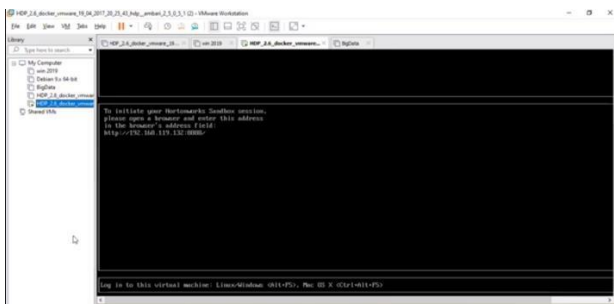 HDP_2.6_docker_vmware_19_04_2017_20_25_43_hdp__ambari_2_5_0_5_1 (2) - VMware Workstation
File Edit View VM Tabs Help
Library
Type here to search
HDP_2.6_docker_vmware_19...
win 2019
HDP_2.6_docker_vmware...
BigData
My Computer
win 2019
Debian 9.x 64-bit
BigData
HDP_2.6_docker_vmwar
HDP_2.6_docker_vmwar
Shared VMs
To initiate your Hortonworks Sandbox session,
please open a browser and enter this address
in the browser's address field:
http://192.168.119.132:8888/
Log in to this virtual machine: Linux/Windows <Alt+F5>, Mac OS X <Ctrl+Alt+F5>